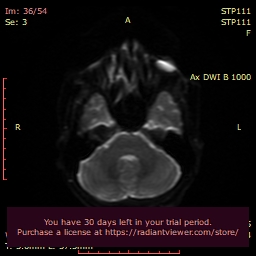 Im: 36/54
Se: 3
A
STP111
STP111
F
Ax DWI B 1000
R
L
You have 30 days left in your trial period.
Purchase a license at https://radiantviewer.com/store/